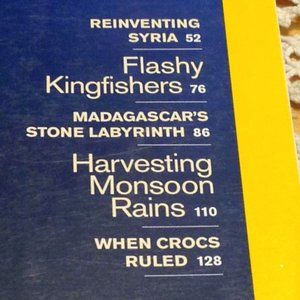 REINVENTING
SYRIA 52
Flashy
Kingfishers 76
MADAGASCAR'S
STONE LABYRINTH 86
Harvesting
Monsoon
Rains 110
WHEN CROCS
RULED 128